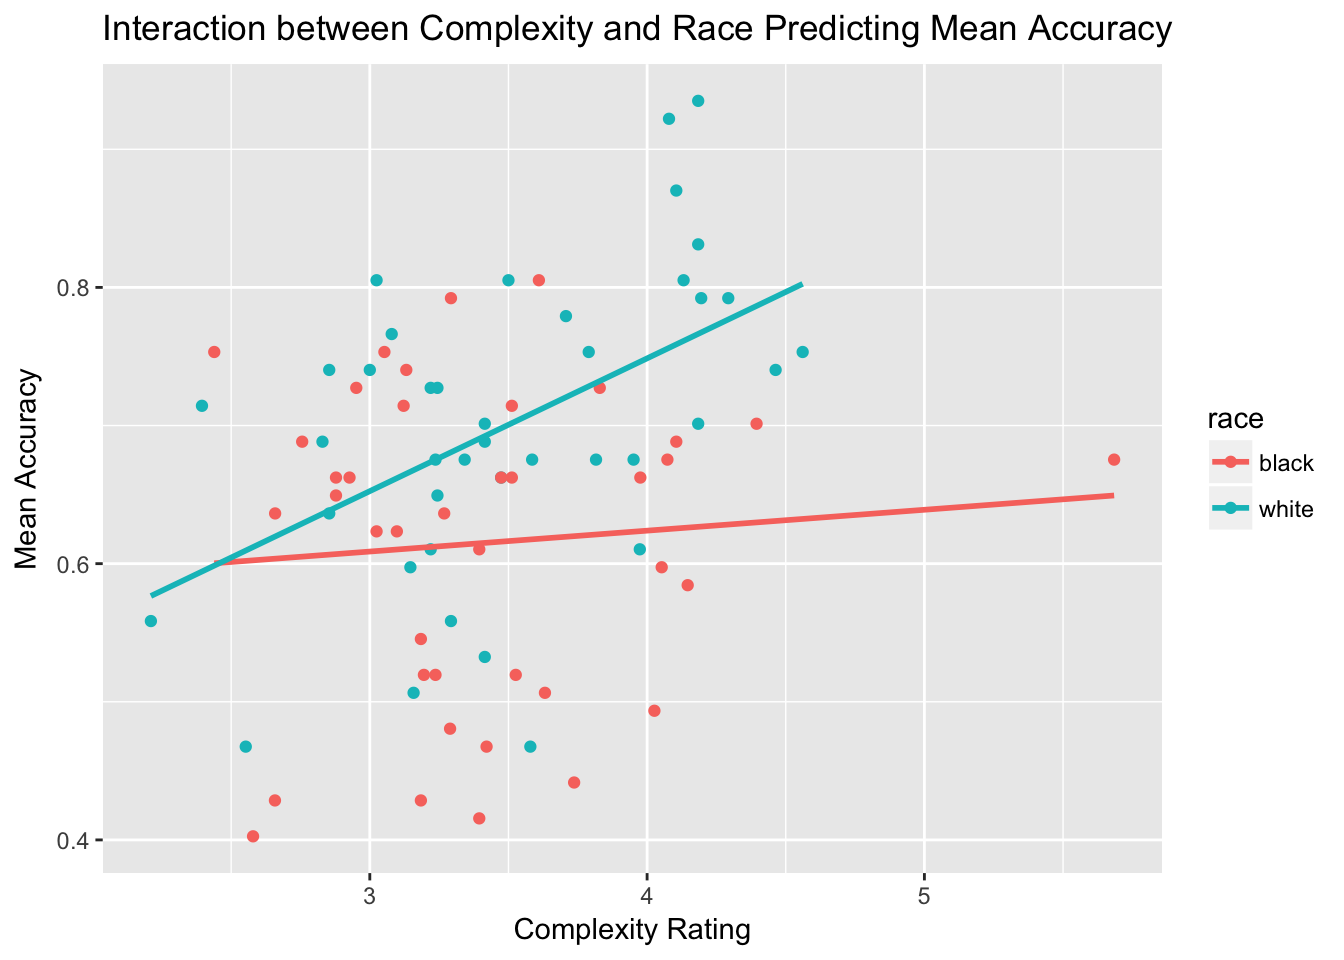 Interaction between Complexity and Race Predicting Mean Accuracy
Mean Accuracy
0.8
0.6
0.4
3
4
5
Complexity Rating
race
black
white